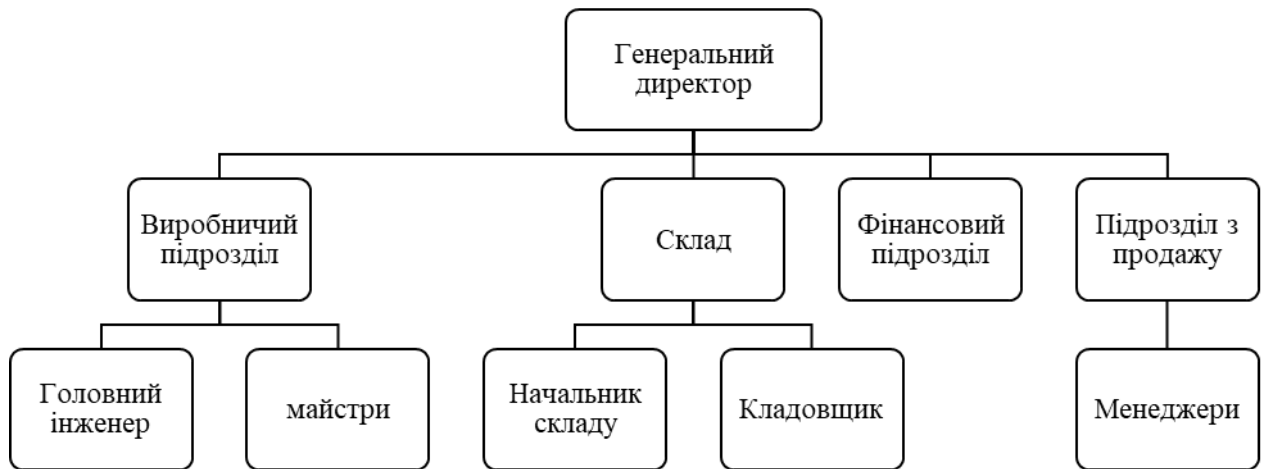 Генеральний
директор
Виробничий
підрозділ
Склад
Фінансовий
підрозділ
Підрозділ з
продажу
Головний
інженер
майстри
Начальник
складу
Кладовщик
Менеджери